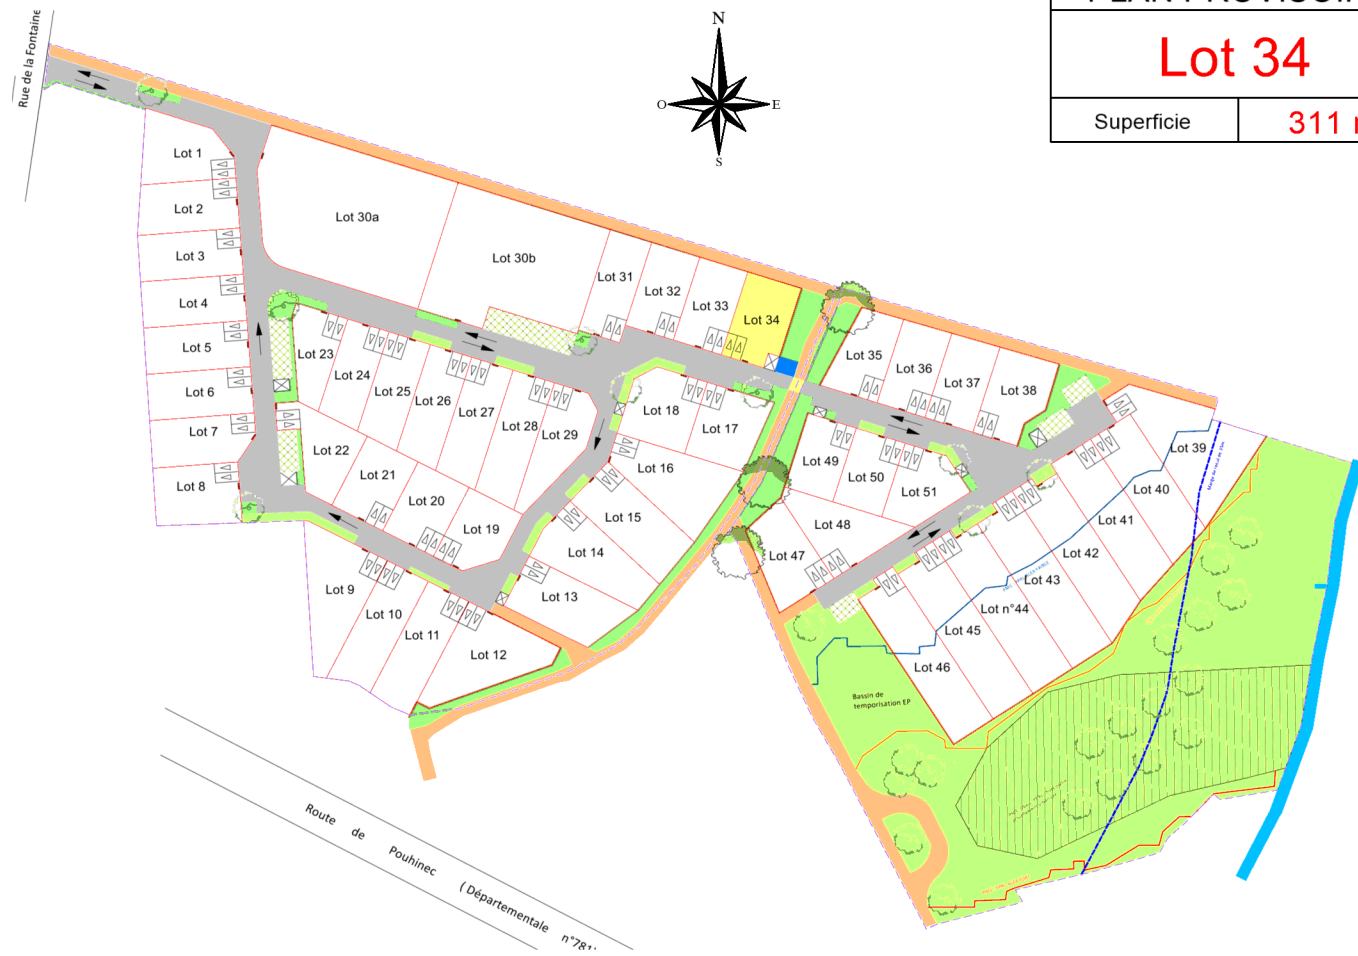 Rue de la Fontaine
N
O
E
S
Lot 34
Superficie
311
Lot 1
Lot 2
Lot 3
Lot 4
Lot 5
Lot 6
Lot 7
Lot 8
Lot 30a
Lot 30b
Lot 31
Lot 32
Lot 33
Lot 34
Lot 35
Lot 36
Lot 37
Lot 38
Lot 23
Lot 24
Lot 25
Lot 26
Lot 27
Lot 28
Lot 29
Lot 18
Lot 17
Lot 16
Lot 15
Lot 14
Lot 13
Lot 22
Lot 21
Lot 20
Lot 19
Lot 9
Lot 10
Lot 11
Lot 12
Lot 49
Lot 50
Lot 51
Lot 48
Lot 47
Lot 39
Lot 40
Lot 41
Lot 42
Lot 43
Lot n°44
Lot 45
Lot 46
Bassin de
temporisation EP
Route de Pouhinec (Départementale n°781